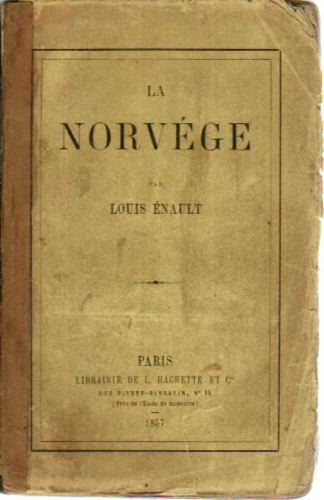 LA
NORVÉGE
PAR
LOUIS ÉNAULT
PARIS
LIBRAIRIE DE L. HACHETTE ET Cie
RUE PIERRE-SARRAZIN, N° 14
(Près de l'École de médecine)
1857